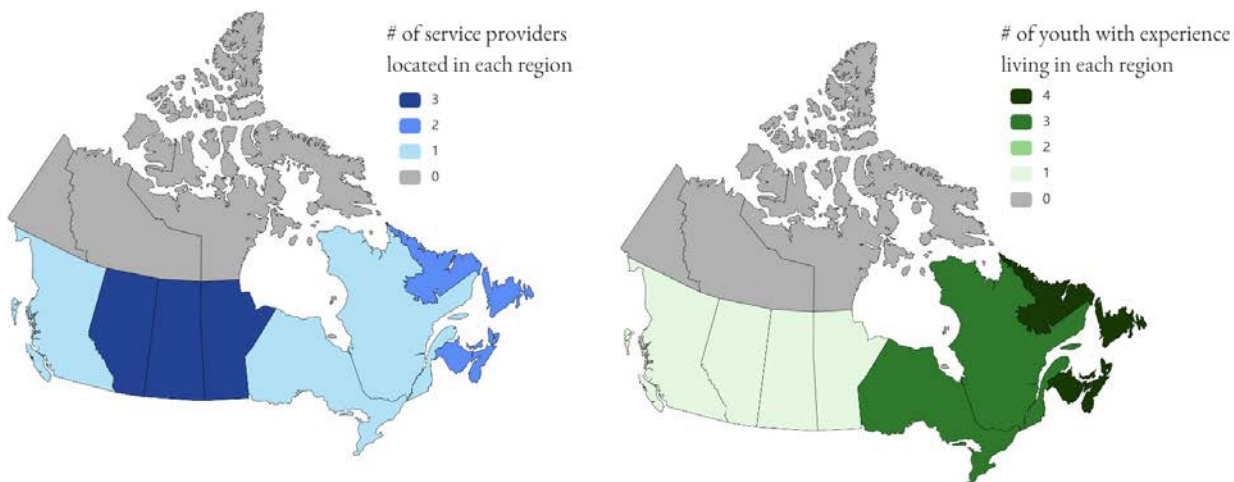 # of service providers
located in each region
3
2
1
0
# of youth with experience
living in each region
4
3
2
1
0